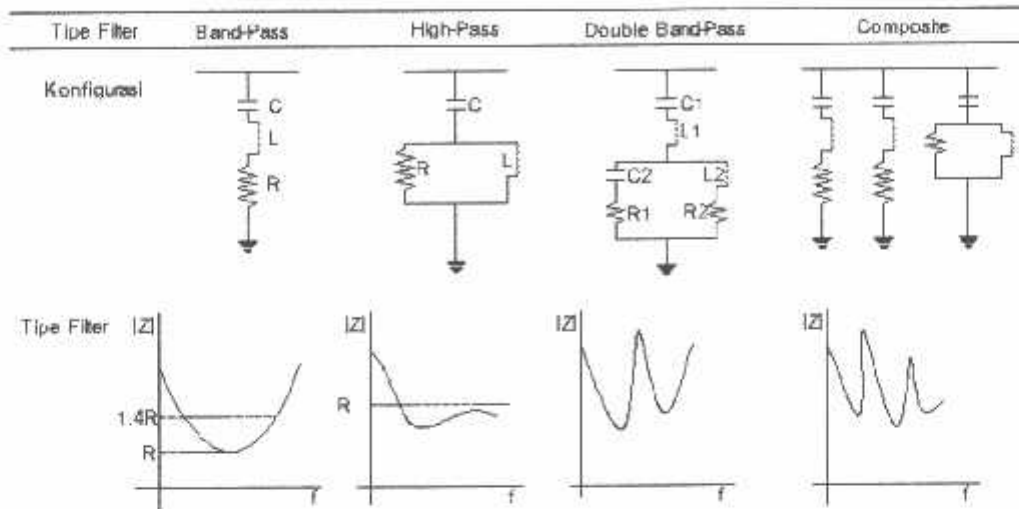 Tipe Filter Band-Pass High-Pass Double Band-Pass Composite
Konfigurasi
C C C1
L L1
R R L C2 L2
R1 R2
Tipe Filter |Z| |Z| |Z| |Z|
1.4R R
R
f f f f